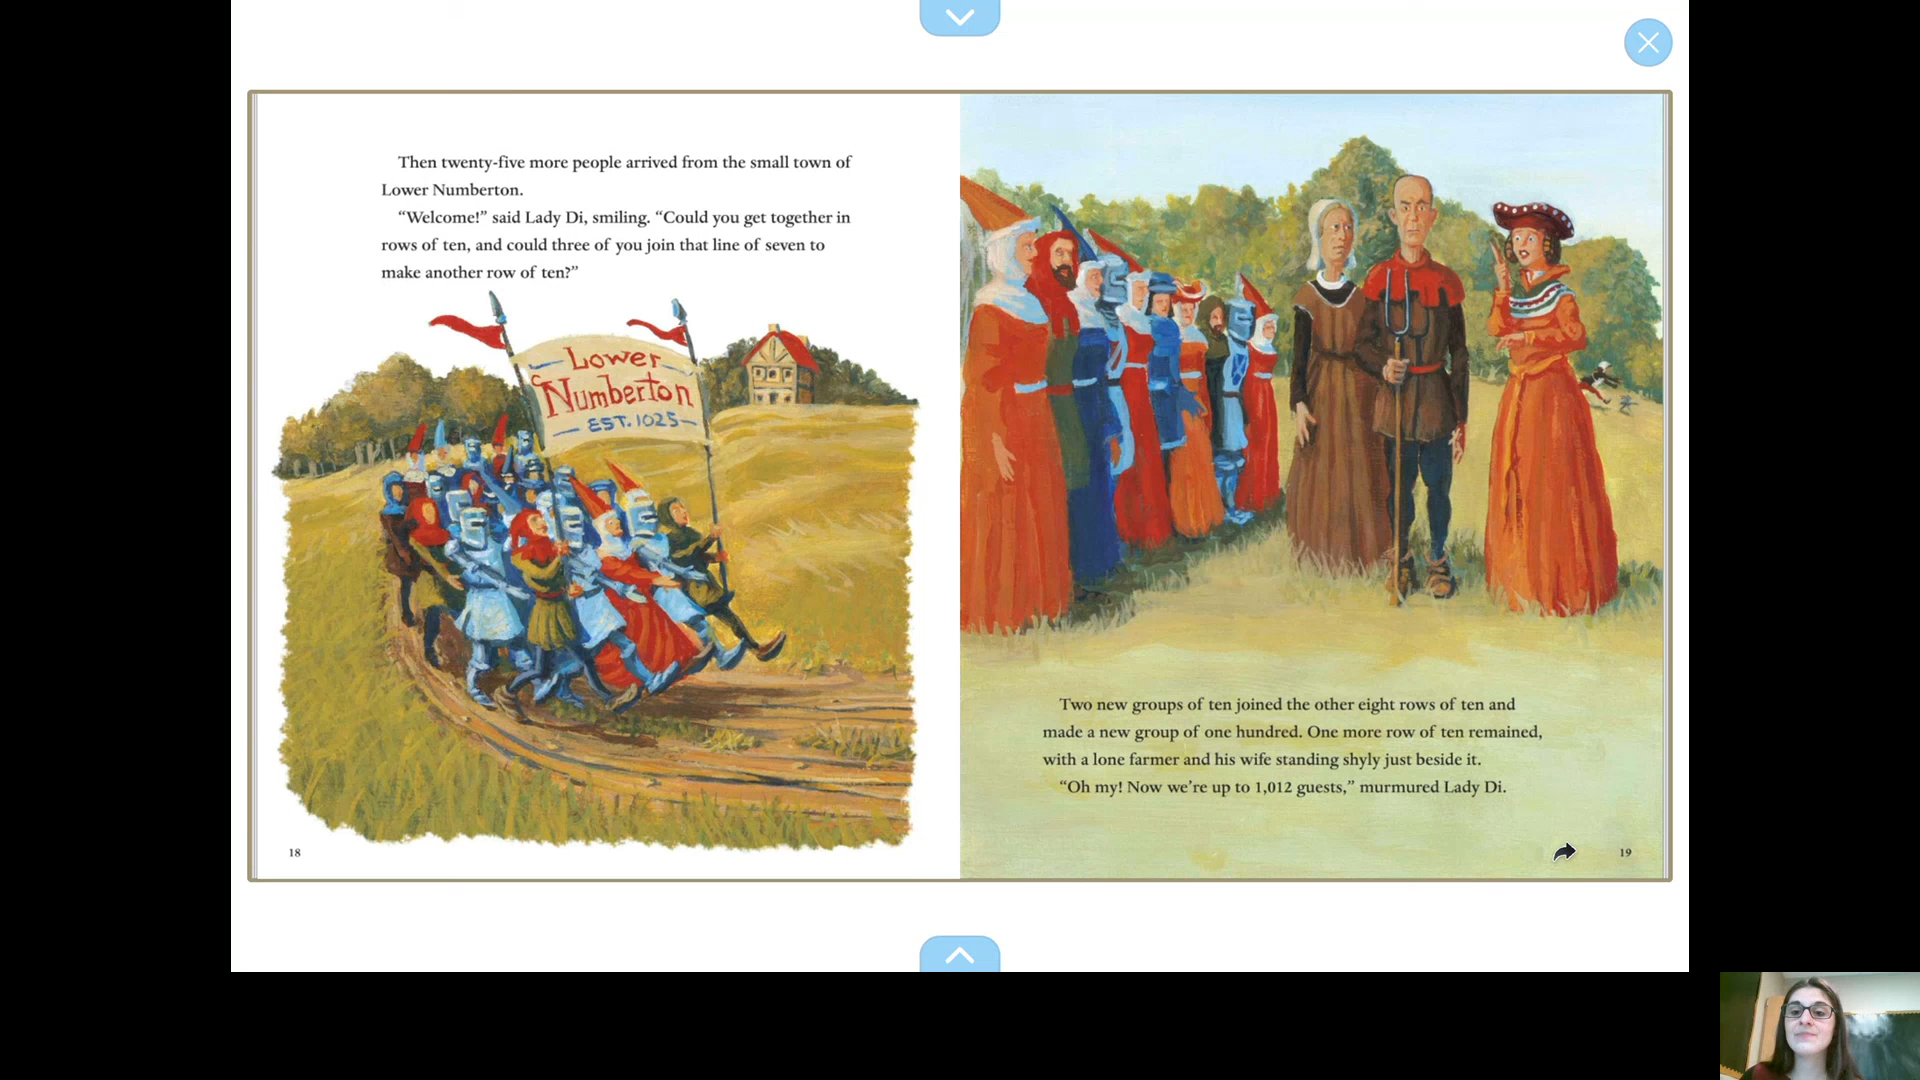 Then twenty-five more people arrived from the small town of
Lower Numberton.
“Welcome!” said Lady Di, smiling. “Could you get together in
rows of ten, and could three of you join that line of seven to
make another row of ten?”
Lower
Numberton
EST. 1025
18
Two new groups of ten joined the other eight rows of ten and
made a new group of one hundred. One more row of ten remained,
with a lone farmer and his wife standing shyly just beside it.
“Oh my! Now we’re up to 1,012 guests,” murmured Lady Di.
19